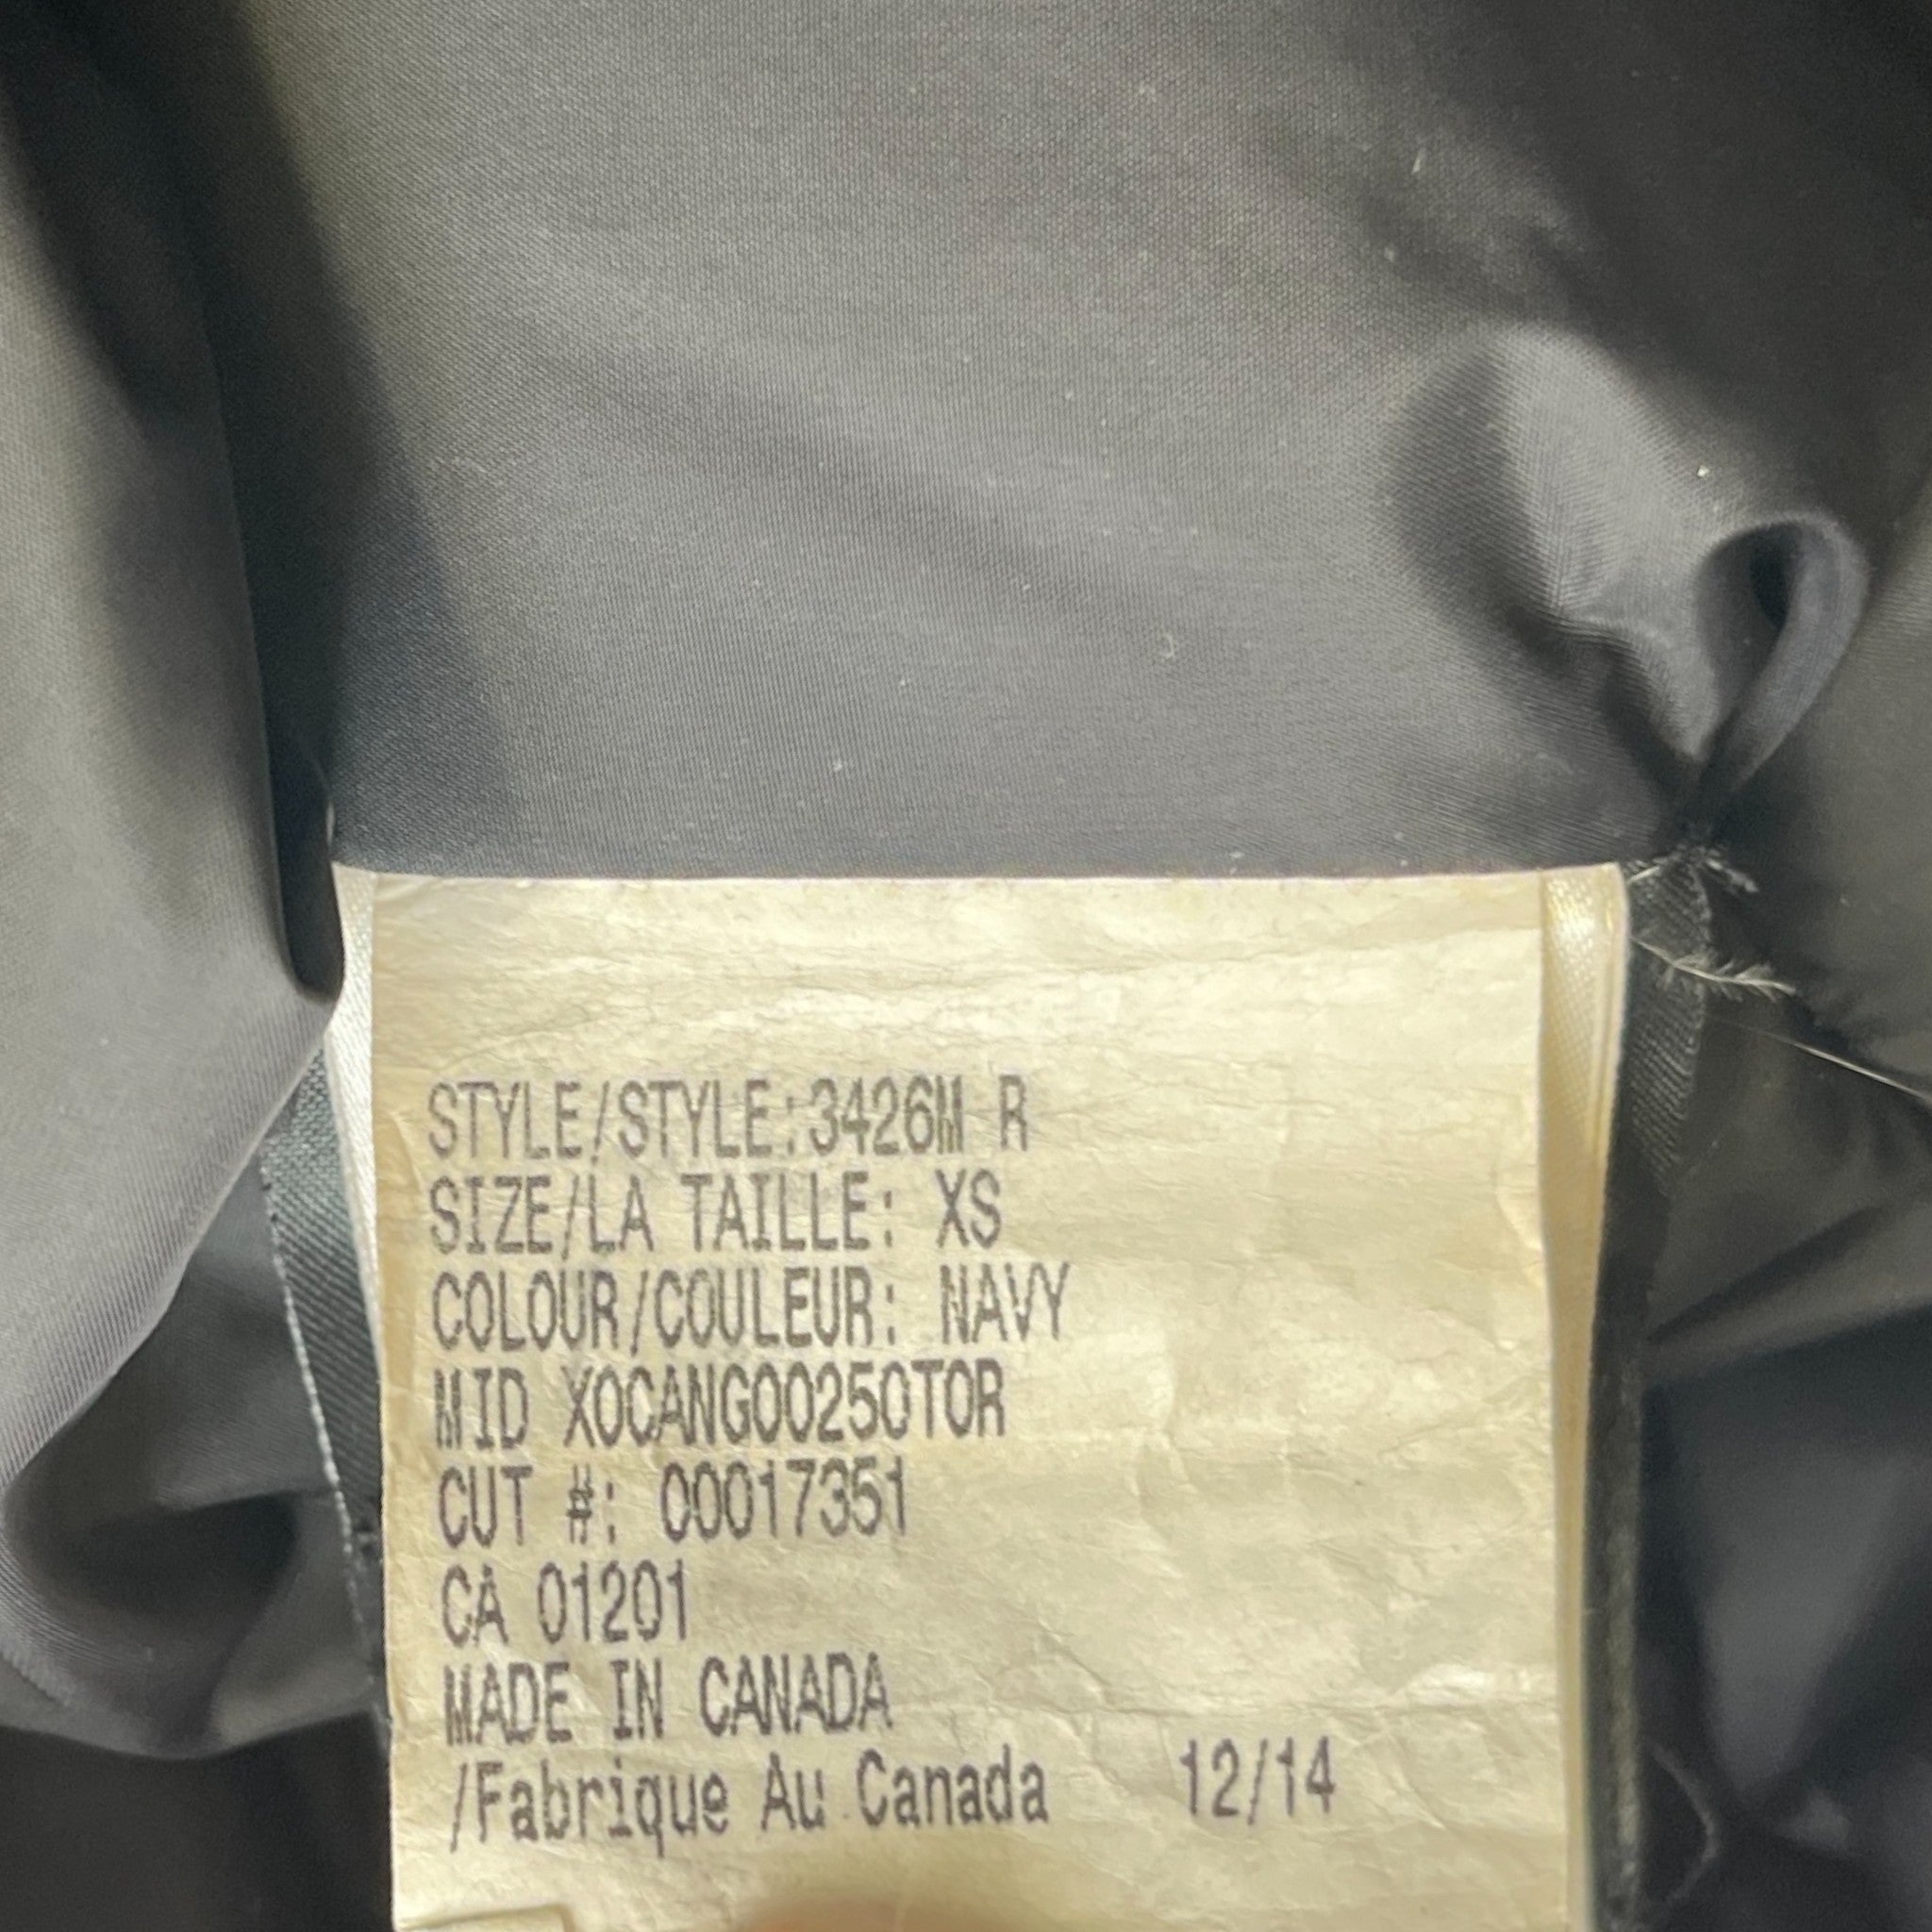 STYLE/STYLE:3426M R
SIZE/LA TAILLE: XS
COLOUR/COULEUR: NAVY
MID XOCANGOO250TOR
CUT #: 00017351
CA 01201
MADE IN CANADA
/Fabrique Au Canada 12/14